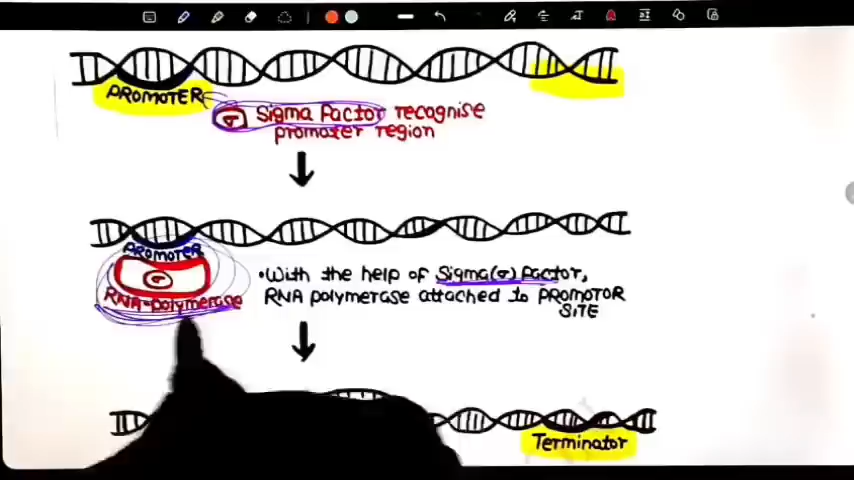 PROMOTER
σ Sigma Factor recognise
promoter region
PROMOTER
σ
RNA-polymerase
•With the help of Sigma(σ) Factor,
RNA polymerase attached to PROMOTOR
SITE
Terminator